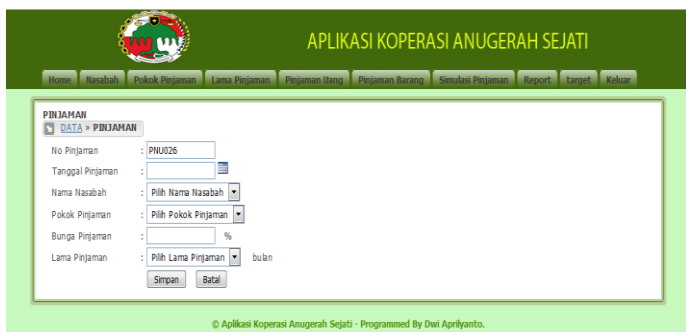 APLIKASI KOPERASI ANUGERAH SEJATI
Home Nasabah Pokok Pinjaman Lama Pinjaman Pinjaman Uang Pinjaman Barang Simulasi Pinjaman Report target Keluar
PINJAMAN
DATA » PINJAMAN
No Pinjaman : PNU026
Tanggal Pinjaman :
Nama Nasabah : Pilih Nama Nasabah
Pokok Pinjaman : Pilih Pokok Pinjaman
Bunga Pinjaman : %
Lama Pinjaman : Pilih Lama Pinjaman bulan
Simpan Batal
© Aplikasi Koperasi Anugerah Sejati - Programmed By Dwi Aprilyanto.